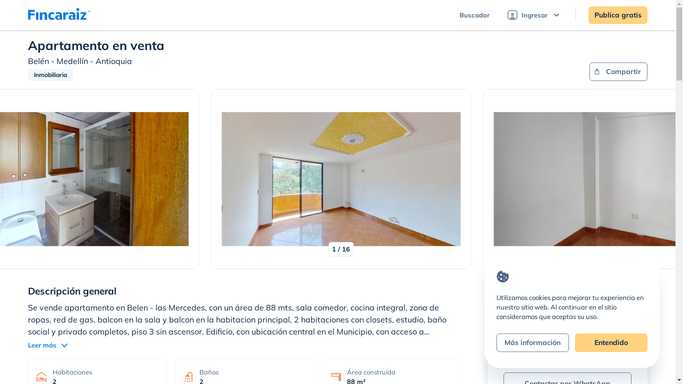 Fincaraiz
Buscador
Ingresar
Publica gratis
Apartamento en venta
Belén - Medellín - Antioquia
Inmobiliaria
Compartir
1 / 16
Descripción general
Se vende apartamento en Belen - las Mercedes, con un área de 88 mts, sala comedor, cocina integral, zona de
ropas, red de gas, balcon en la sala y balcon en la habitacion principal, 2 habitaciones con closets, estudio, baño
social y privado completos, piso 3 sin ascensor. Edificio, con ubicación central en el Municipio, con acceso a...
Leer más
Habitaciones
2
Baños
2
Área construida
88 m²
Utilizamos cookies para mejorar tu experiencia en
nuestro sitio web. Al continuar en el sitio
consideramos que aceptas su uso.
Más información
Entendido
Contactar por WhatsApp